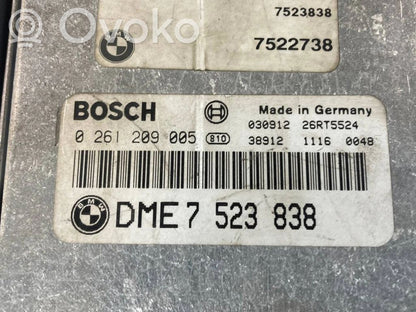 Ovoko
7523838
7522738
BOSCH
Made in Germany
0 261 209 005 810
030912 26RT5524
38912 1116 0048
BMW DME 7 523 838